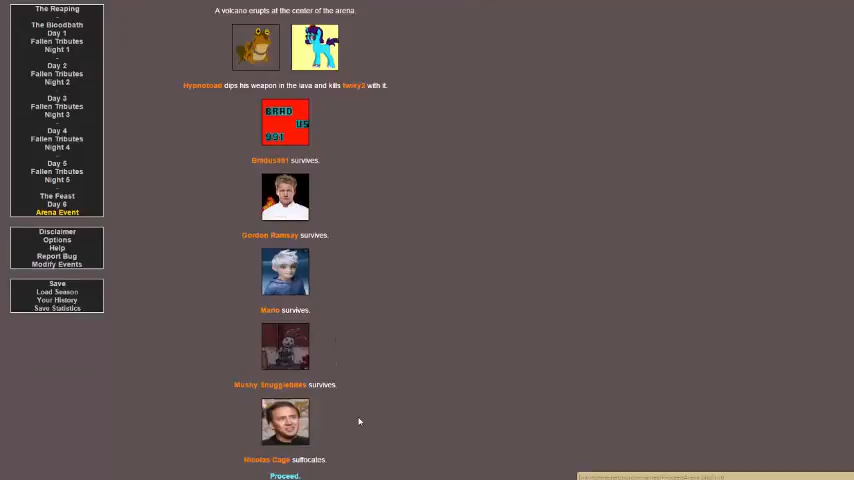 The Reaping
-
The Bloodbath
Day 1
Fallen Tributes
Night 1
-
Day 2
Fallen Tributes
Night 2
Day 3
Fallen Tributes
Night 3
Day 4
Fallen Tributes
Night 4
Day 5
Fallen Tributes
Night 5
-
The Feast
Day 6
Arena Event
Disclaimer
Options
Help
Report Bug
Modify Events
Save
Load Season
Your History
Save Statistics
A volcano erupts at the center of the arena.
Hypnotoad dips his weapon in the lava and kills twiky2 with it.
BRAD
US
991
Bradus991 survives.
Gordon Ramsay survives.
Mario survives.
Mushy Snugglebites survives.
Nicolas Cage suffocates.
Proceed.